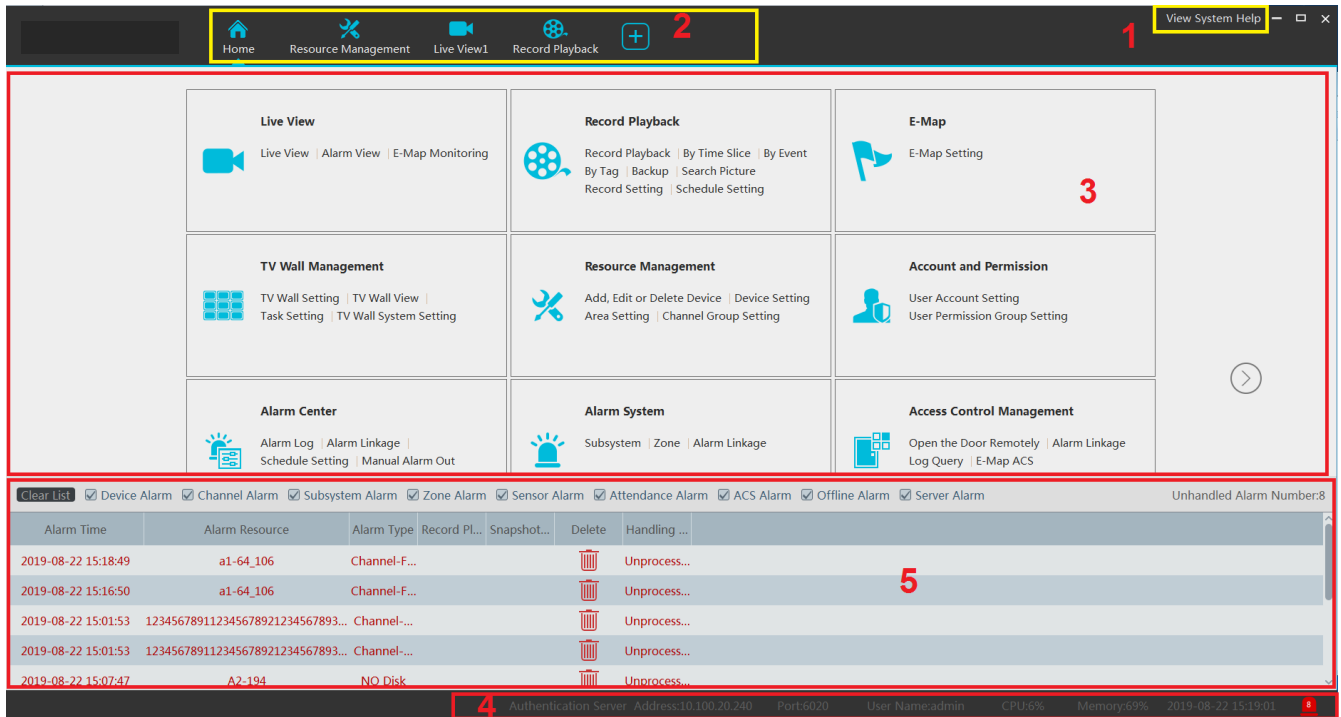 View System Help
1
2
Home Resource Management Live View1 Record Playback
Live View
Live View | Alarm View | E-Map Monitoring
Record Playback
Record Playback | By Time Slice | By Event
By Tag | Backup | Search Picture
Record Setting | Schedule Setting
E-Map
E-Map Setting
3
TV Wall Management
TV Wall Setting | TV Wall View |
Task Setting | TV Wall System Setting
Resource Management
Add, Edit or Delete Device | Device Setting
Area Setting | Channel Group Setting
Account and Permission
User Account Setting
User Permission Group Setting
Alarm Center
Alarm Log | Alarm Linkage |
Schedule Setting | Manual Alarm Out
Alarm System
Subsystem | Zone | Alarm Linkage
Access Control Management
Open the Door Remotely | Alarm Linkage
Log Query | E-Map ACS
Clear List Device Alarm Channel Alarm Subsystem Alarm Zone Alarm Sensor Alarm Attendance Alarm ACS Alarm Offline Alarm Server Alarm Unhandled Alarm Number:8
Alarm Time Alarm Resource Alarm Type Record Pl... Snapshot... Delete Handling ...
2019-08-22 15:18:49 a1-64_106 Channel-F... Unprocess...
2019-08-22 15:16:50 a1-64_106 Channel-F... Unprocess...
5
2019-08-22 15:01:53 123456789112345678921234567893... Channel-... Unprocess...
2019-08-22 15:01:53 123456789112345678921234567893... Channel-... Unprocess...
2019-08-22 15:07:47 A2-194 NO Disk Unprocess...
4 Authentication Server Address:10.100.20.240 Port:6020 User Name:admin CPU:6% Memory:69% 2019-08-22 15:19:01 8